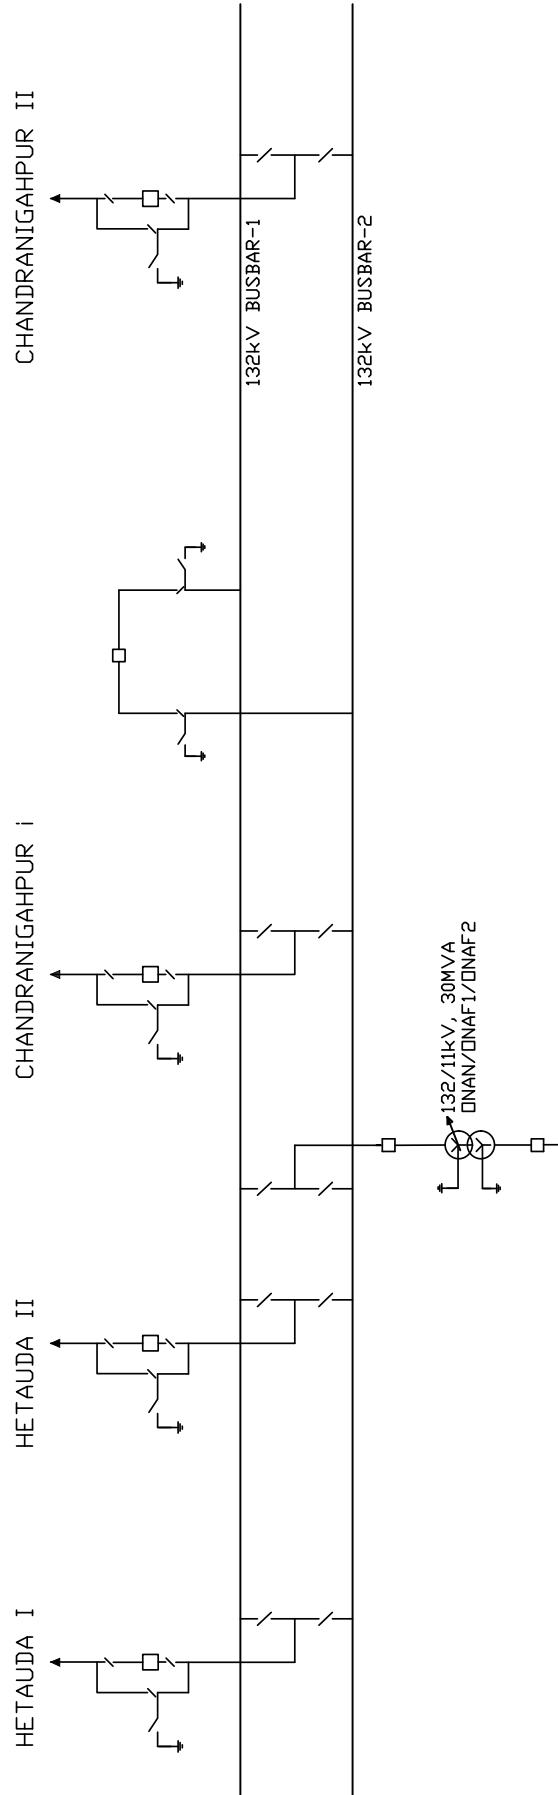 HETAUDA I
HETAUDA II
CHANDRANIGAHPUR i
CHANDRANIGAHPUR II
132kV BUSBAR-1
132kV BUSBAR-2
132/11kV, 30MVA
ONAN/ONAF1/ONAF2